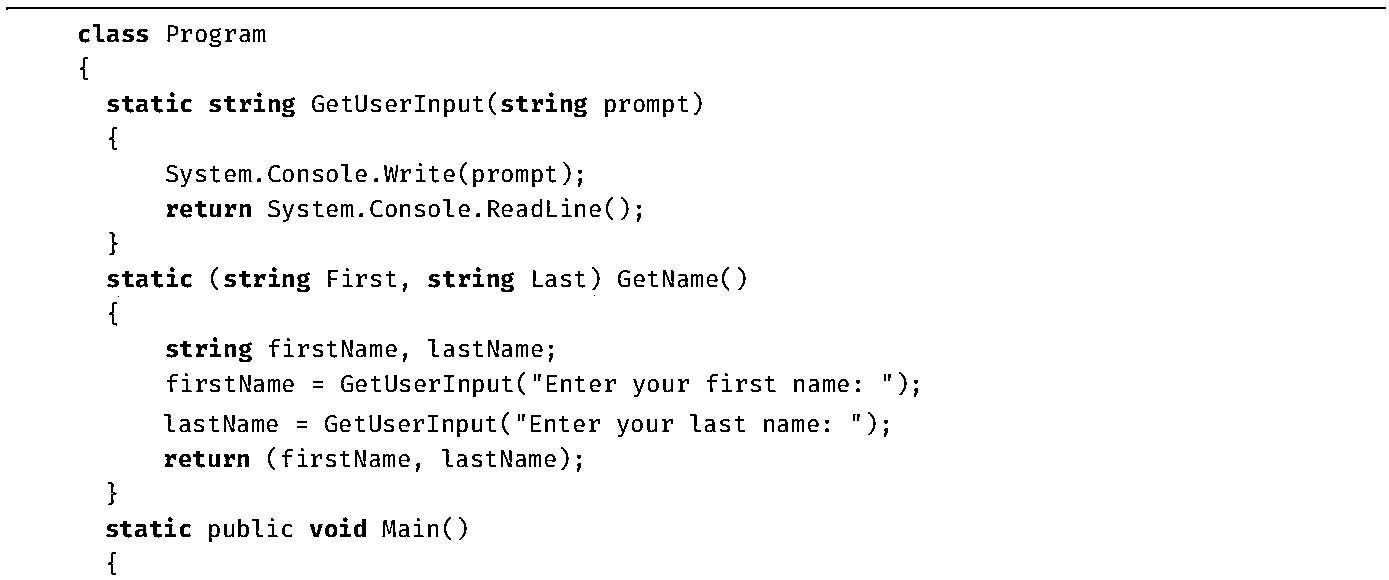 class Program
{
static string GetUserInput(string prompt)
{
System.Console.Write(prompt);
return System.Console.ReadLine();
}
static (string First, string Last) GetName()
{
string firstName, lastName;
firstName = GetUserInput("Enter your first name: ");
lastName = GetUserInput("Enter your last name: ");
return (firstName, lastName);
}
static public void Main()
{